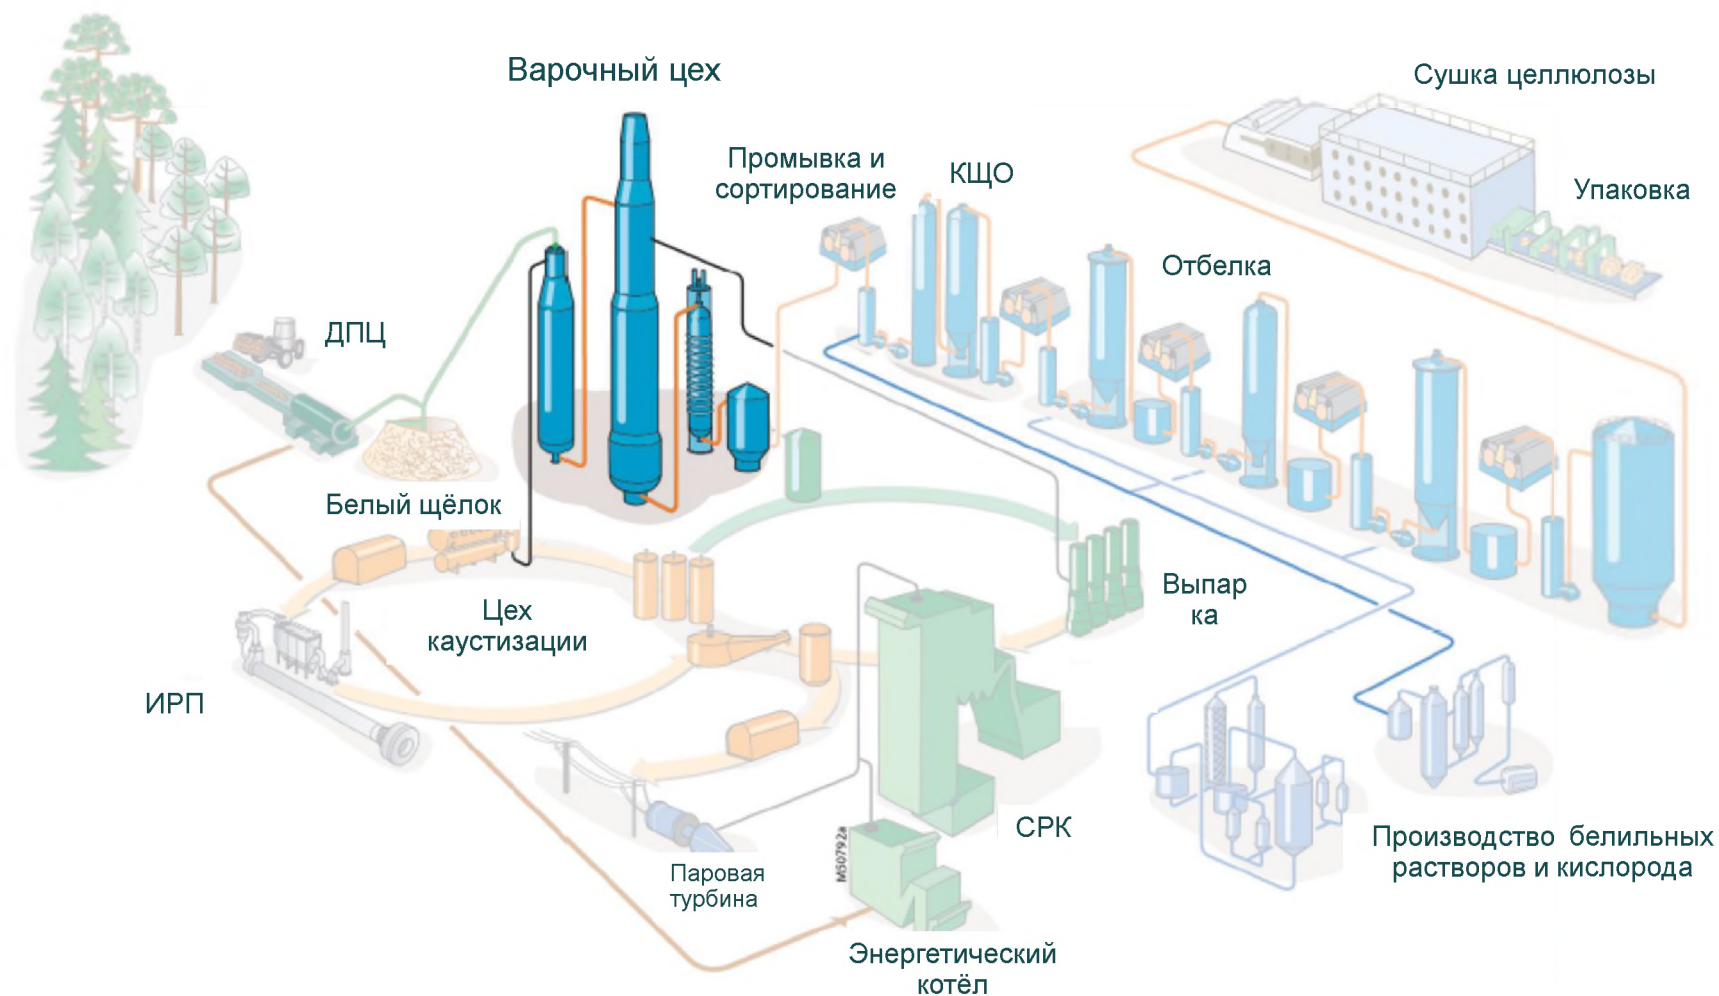 Варочный цех
Сушка целлюлозы
Промывка и
сортирование
КЩО
Упаковка
Отбелка
ДПЦ
Белый щёлок
Выпар
ка
Цех
каустизации
ИРП
СРК
M50792a
Производство белильных
растворов и кислорода
Паровая
турбина
Энергетический
котёл